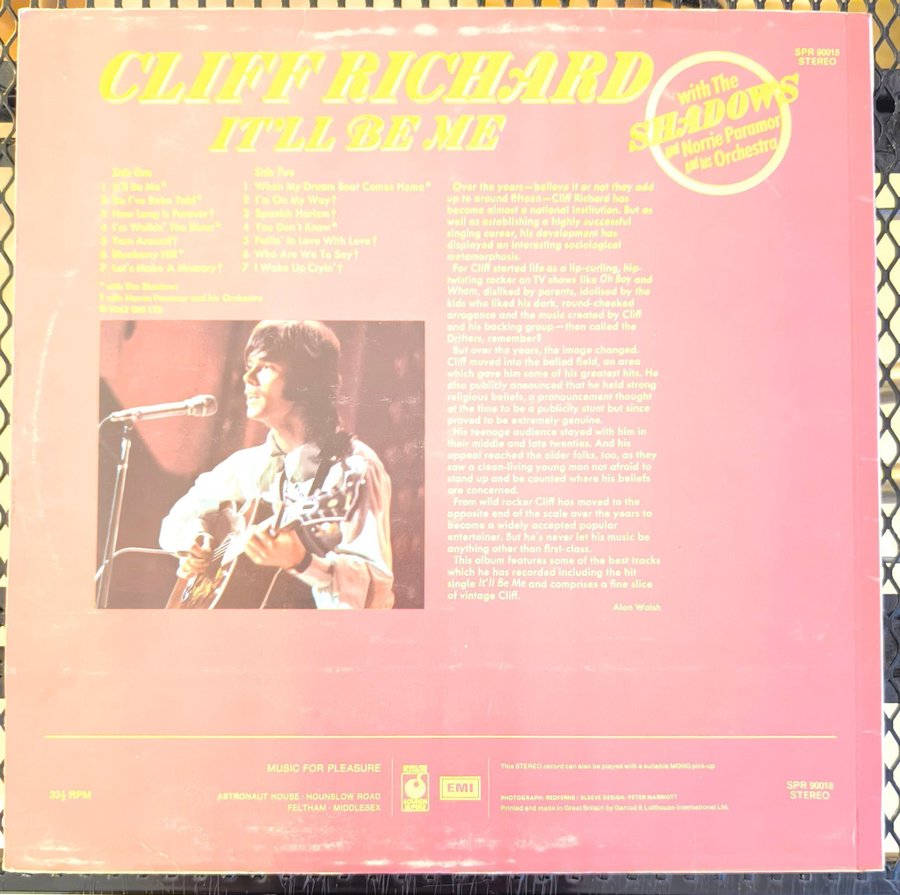 CLIFF RICHARD
IT'LL BE ME
with The
SHADOWS
and Norrie Paramor
and his Orchestra
SPR 90018
STEREO
Side One
1 It'll Be Me*
2 So I've Been Told*
3 How Long Is Forever†
4 I'm Walkin' The Blues*
5 Turn Around†
6 Blueberry Hill*
7 Let's Make A Memory†
Side Two
1 When My Dream Boat Comes Home*
2 I'm On My Way†
3 Spanish Harlem†
4 You Don't Know*
5 Fallin' In Love With Love†
6 Who Are We To Say†
7 I Wake Up Cryin'†
* with The Shadows
† with Norrie Paramor and his Orchestra
℗ 1962 EMI LTD
Over the years—believe it or not they add
up to around fifteen—Cliff Richard has
become almost a national institution. But as
well as establishing a highly successful
singing career, his development has
displayed an interesting sociological
metamorphosis.
For Cliff started life as a lip-curling, hip-
twisting rocker on TV shows like Oh Boy and
Wham, disliked by parents, idolised by the
kids who liked his dark, round-cheeked
arrogance and the music created by Cliff
and his backing group—then called the
Drifters, remember?
But over the years, the image changed.
Cliff moved into the ballad field, an area
which gave him some of his greatest hits. He
also publicly announced that he held strong
religious beliefs, a pronouncement thought
at the time to be a publicity stunt but since
proved to be extremely genuine.
His teenage audience stayed with him in
their middle and late twenties. And his
appeal reached the older folks, too, as they
saw a clean-living young man not afraid to
stand up and be counted where his beliefs
are concerned.
From wild rocker Cliff has moved to the
opposite end of the scale over the years to
become a widely accepted popular
entertainer. But he's never let his music be
anything other than first-class.
This album features some of the best tracks
which he has recorded including the hit
single It'll Be Me and comprises a fine slice
of vintage Cliff.
Alan Walsh
33⅓ RPM
MUSIC FOR PLEASURE
ASTRONAUT HOUSE · HOUNSLOW ROAD
FELTHAM · MIDDLESEX
SOUNDS
SUPERB
EMI
This STEREO record can also be played with a suitable MONO pick-up
PHOTOGRAPH: REDFERNS / SLEEVE DESIGN: PETER MARRIOTT
Printed and made in Great Britain by Garrod & Lofthouse International Ltd.
SPR 90018
STEREO